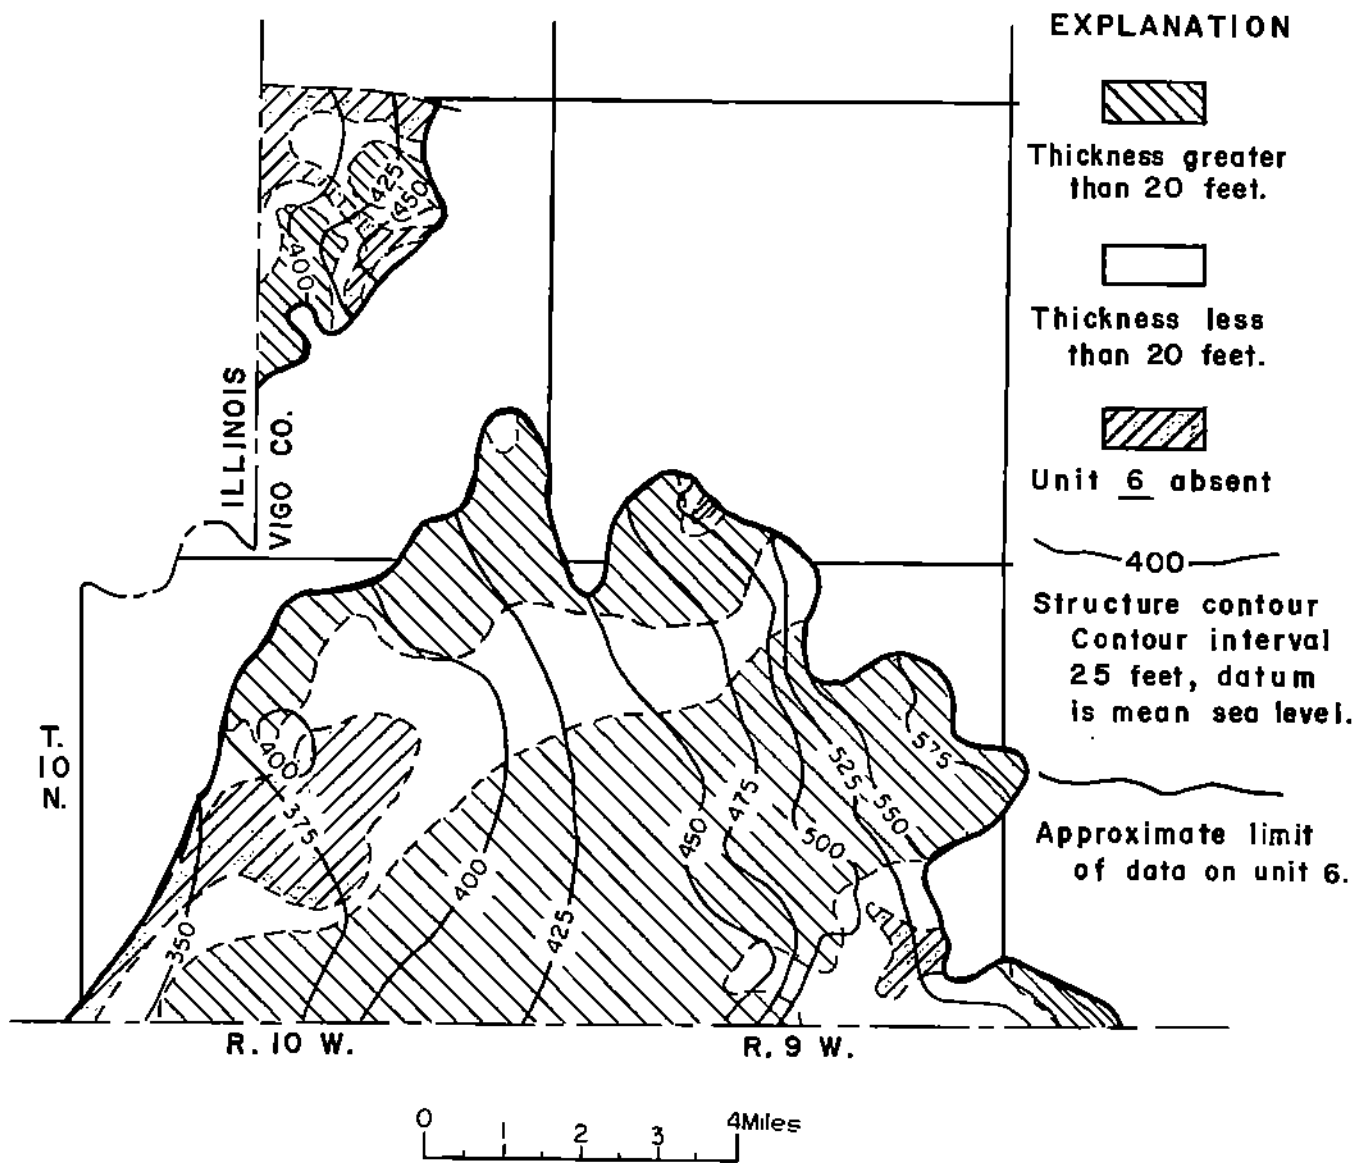 EXPLANATION
Thickness greater
than 20 feet.
Thickness less
than 20 feet.
Unit 6 absent
400
Structure contour
Contour interval
25 feet, datum
is mean sea level.
Approximate limit
of data on unit 6.
ILLINOIS
VIGO CO.
425
450
400
T.
10
N.
400
375
350
400
425
450
475
500
525
550
575
R. 10 W.
R. 9 W.
0
1
2
3
4 Miles